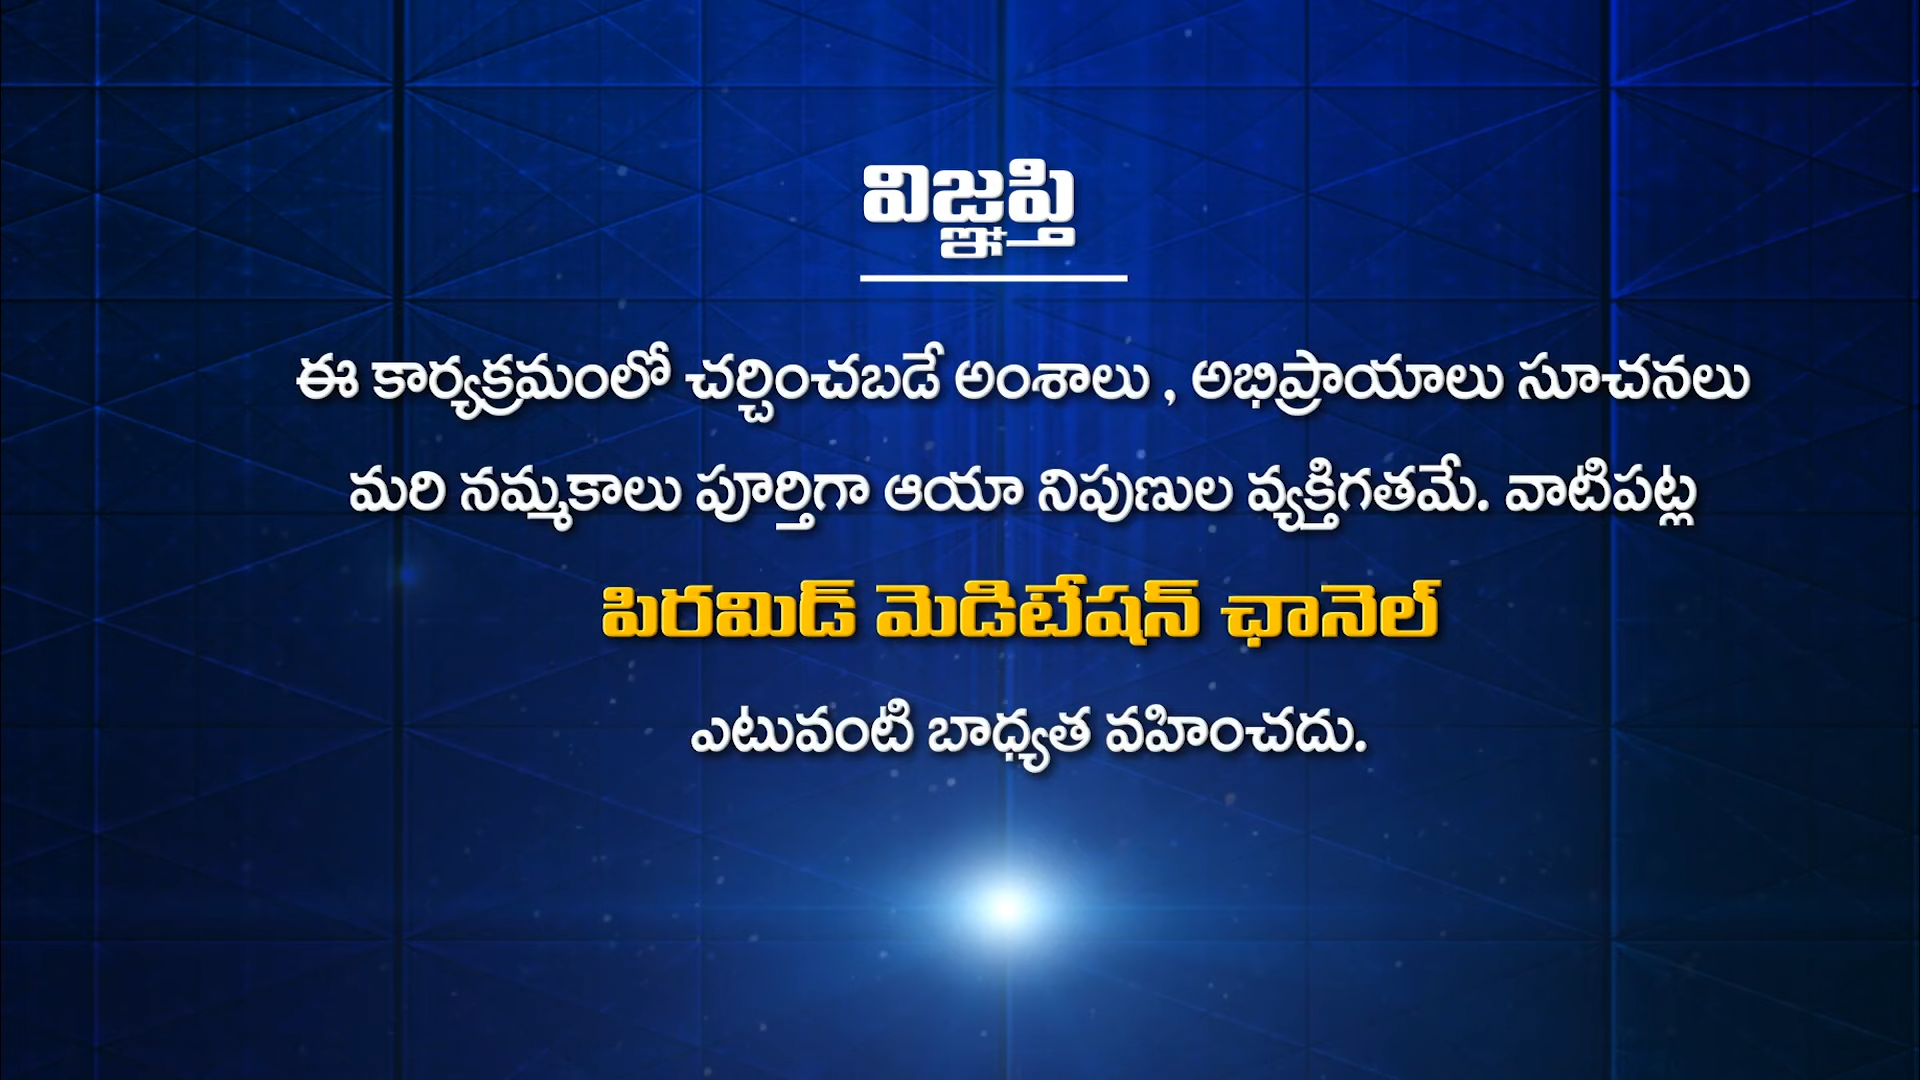 విజ్ఞప్తి
ఈ కార్యక్రమంలో చర్చించబడే అంశాలు , అభిప్రాయాలు సూచనలు
మరి నమ్మకాలు పూర్తిగా ఆయా నిపుణుల వ్యక్తిగతమే. వాటిపట్ల
పిరమిడ్ మెడిటేషన్ ఛానెల్
ఎటువంటి బాధ్యత వహించదు.